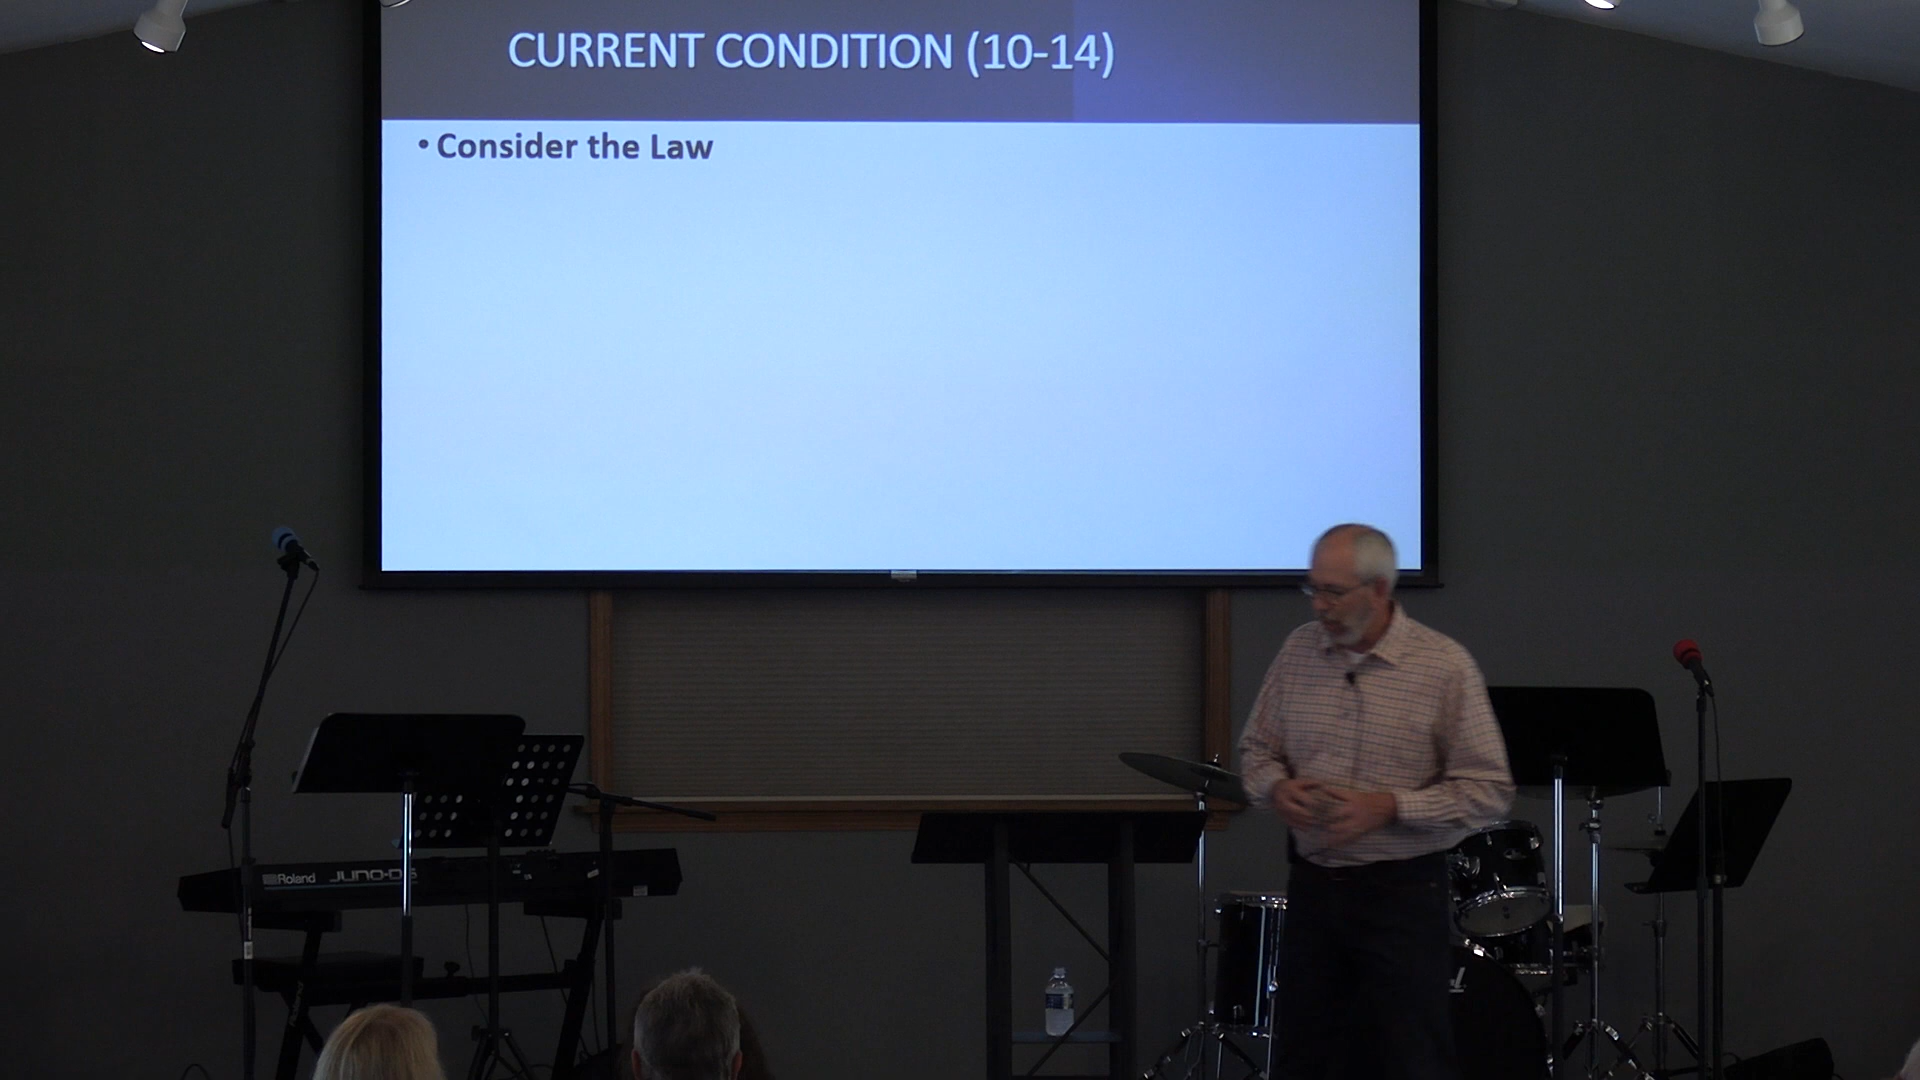 CURRENT CONDITION (10-14)
• Consider the Law
Roland JUNO-DS